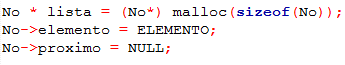 No * lista = (No*) malloc(sizeof(No));
No->elemento = ELEMENTO;
No->proximo = NULL;